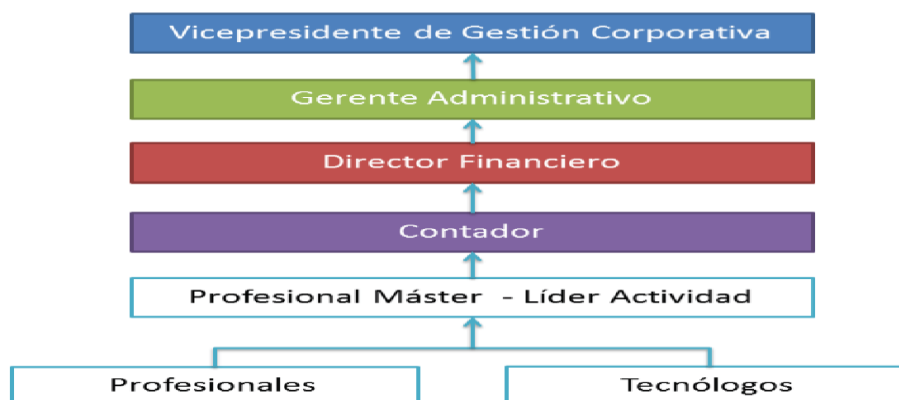 Vicepresidente de Gestión Corporativa
Gerente Administrativo
Director Financiero
Contador
Profesional Máster - Líder Actividad
Profesionales
Tecnólogos